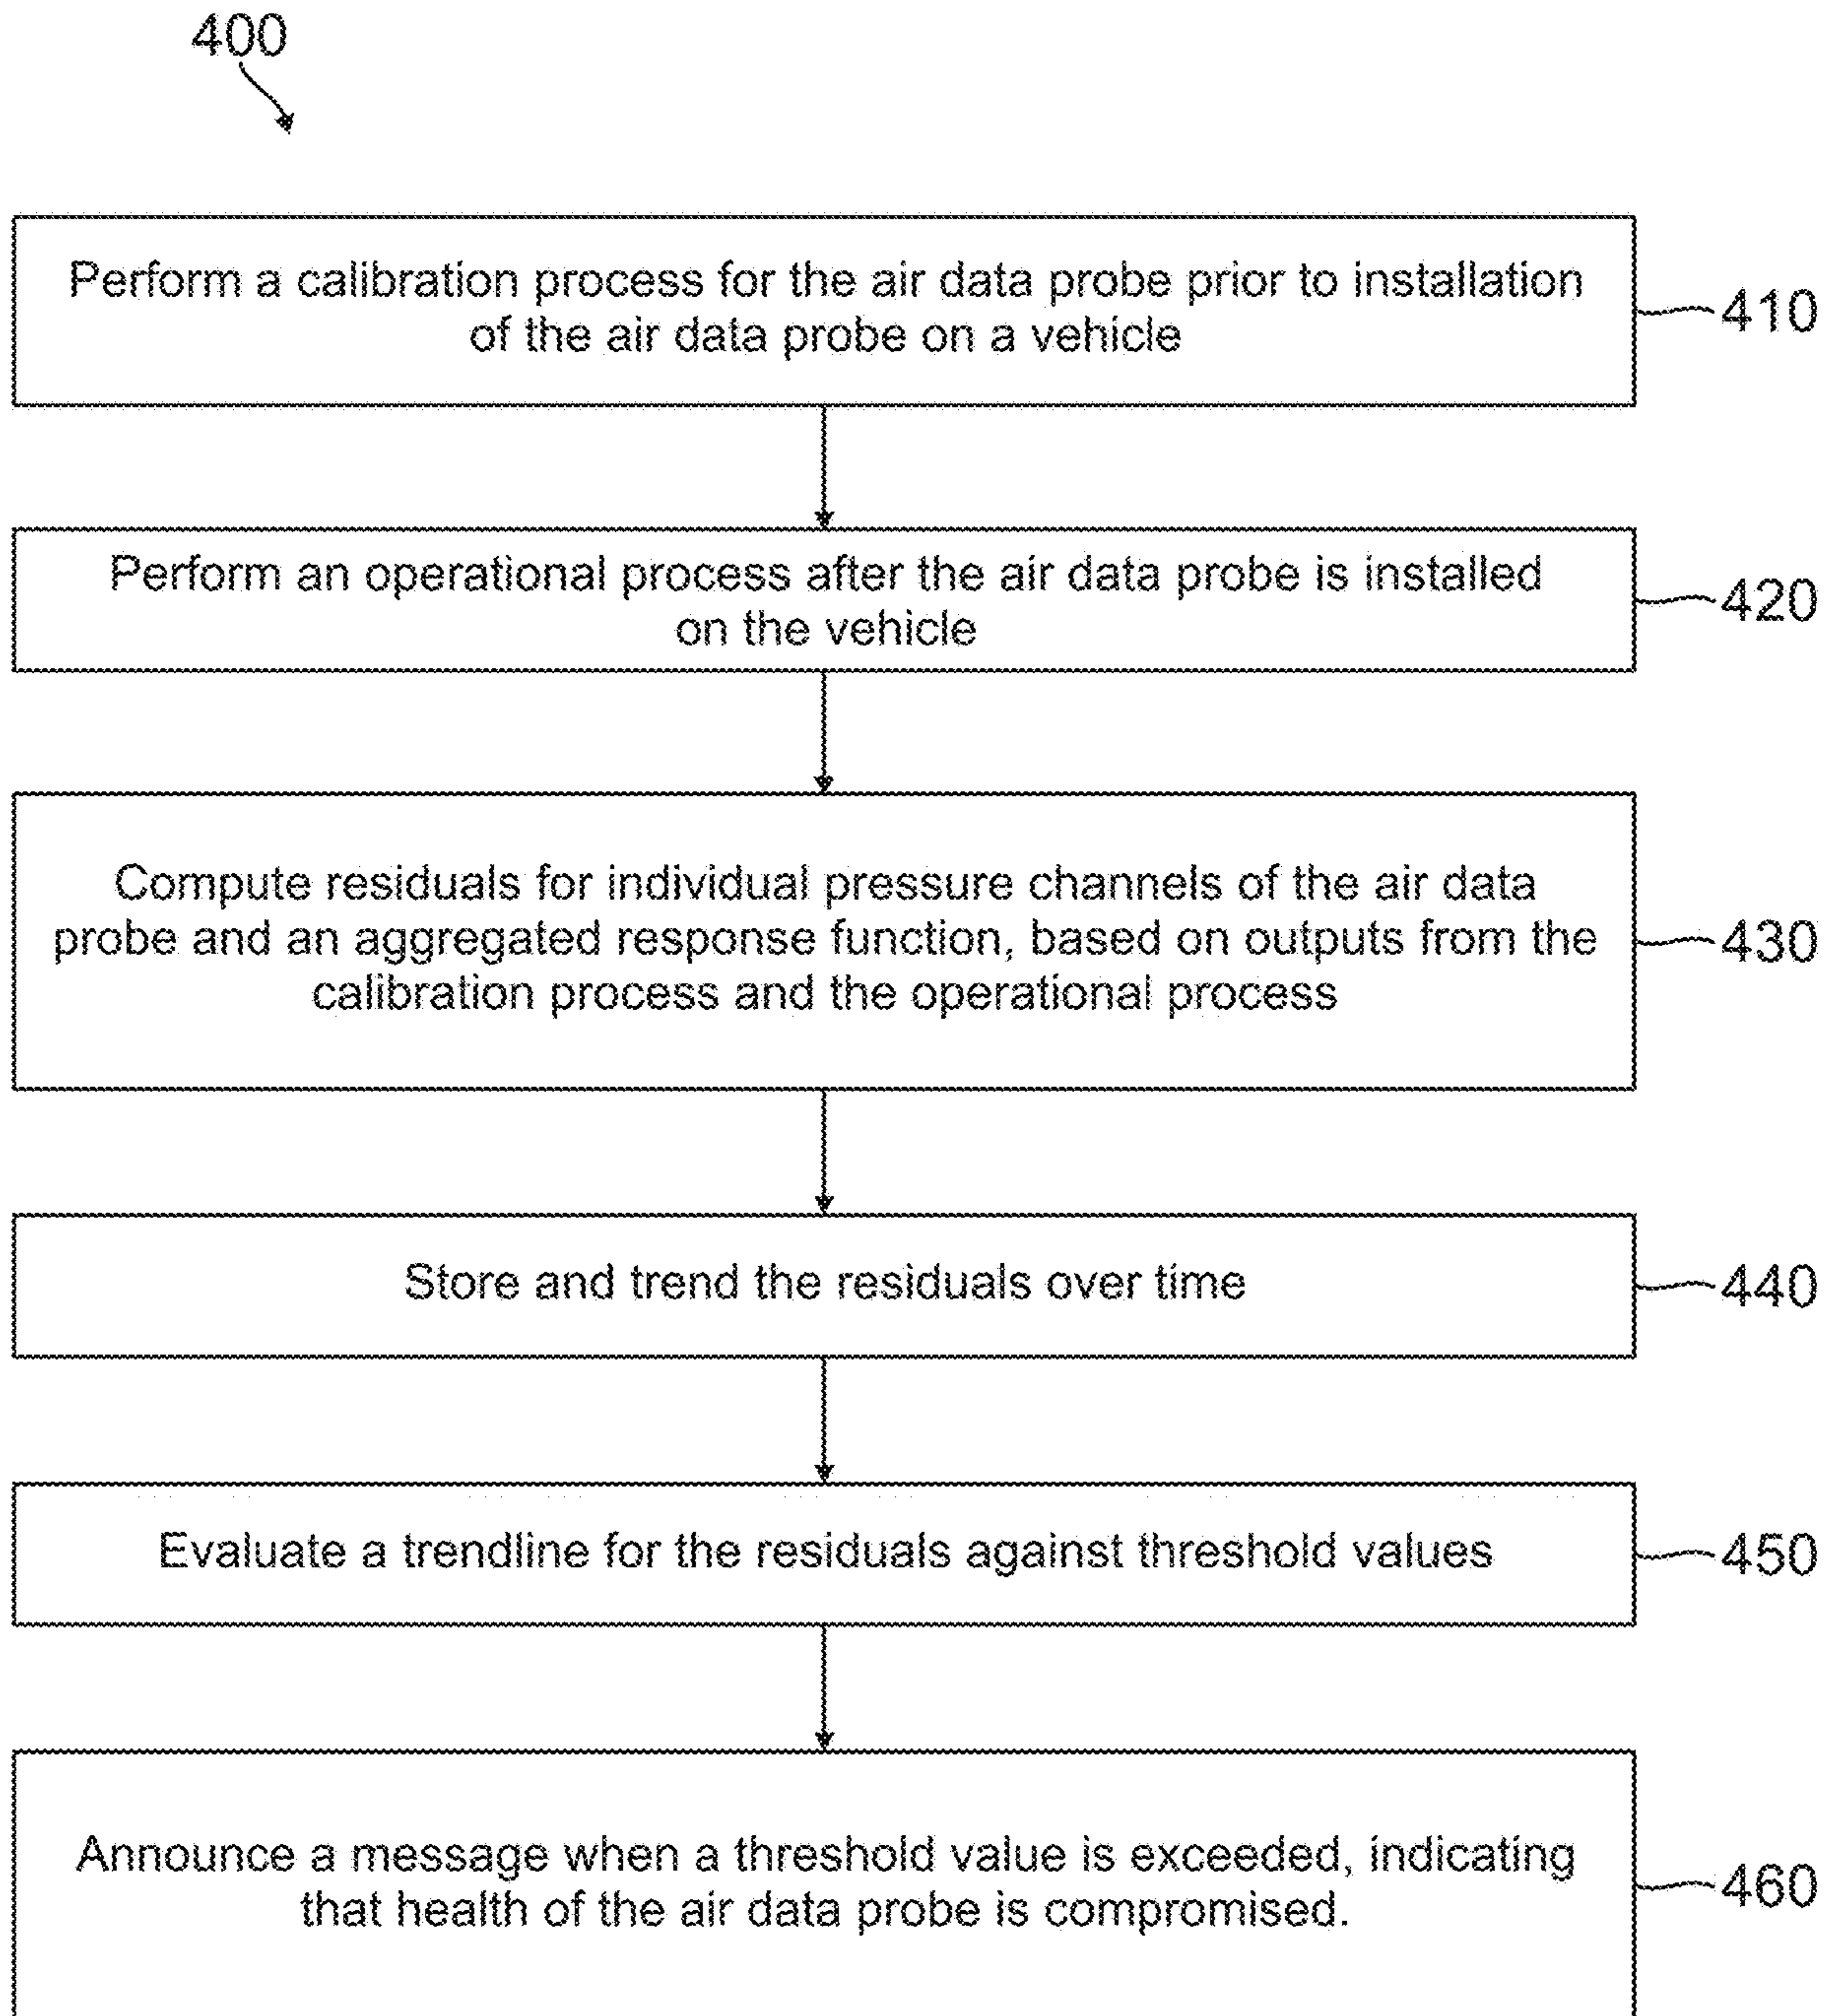 400
Perform a calibration process for the air data probe prior to installation
of the air data probe on a vehicle
410
Perform an operational process after the air data probe is installed
on the vehicle
420
Compute residuals for individual pressure channels of the air data
probe and an aggregated response function, based on outputs from the
calibration process and the operational process
430
Store and trend the residuals over time
440
Evaluate a trendline for the residuals against threshold values
450
Announce a message when a threshold value is exceeded, indicating
that health of the air data probe is compromised.
460